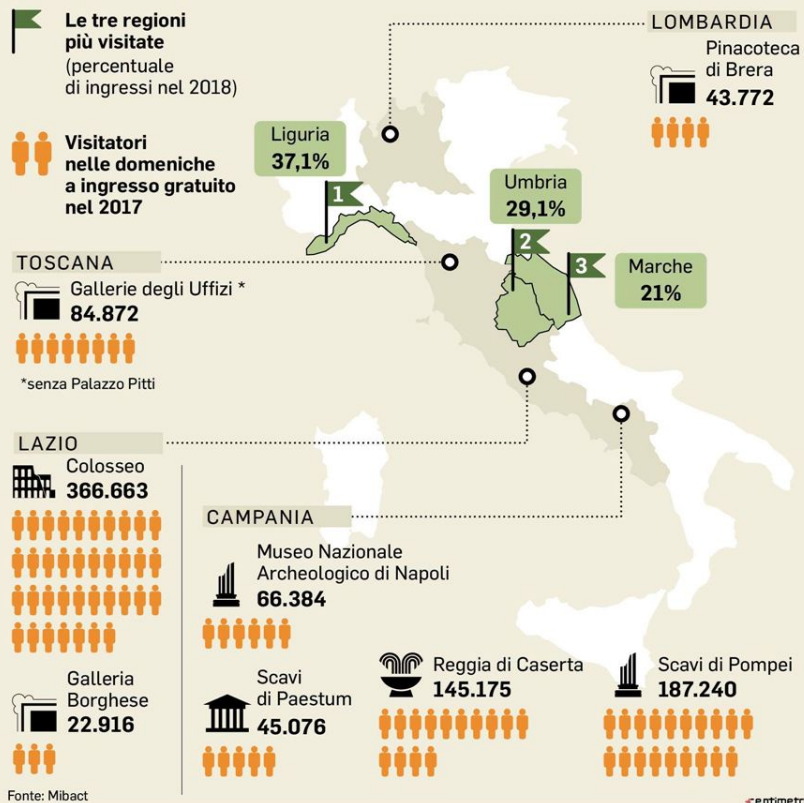 Le tre regioni
più visitate
(percentuale
di ingressi nel 2018)
Visitatori
nelle domeniche
a ingresso gratuito
nel 2017
LOMBARDIA
Pinacoteca
di Brera
43.772
Liguria
37,1%
1
Umbria
29,1%
2
3
Marche
21%
TOSCANA
Gallerie degli Uffizi *
84.872
*senza Palazzo Pitti
LAZIO
Colosseo
366.663
Galleria
Borghese
22.916
CAMPANIA
Museo Nazionale
Archeologico di Napoli
66.384
Scavi
di Paestum
45.076
Reggia di Caserta
145.175
Scavi di Pompei
187.240
Fonte: Mibact
centimetri